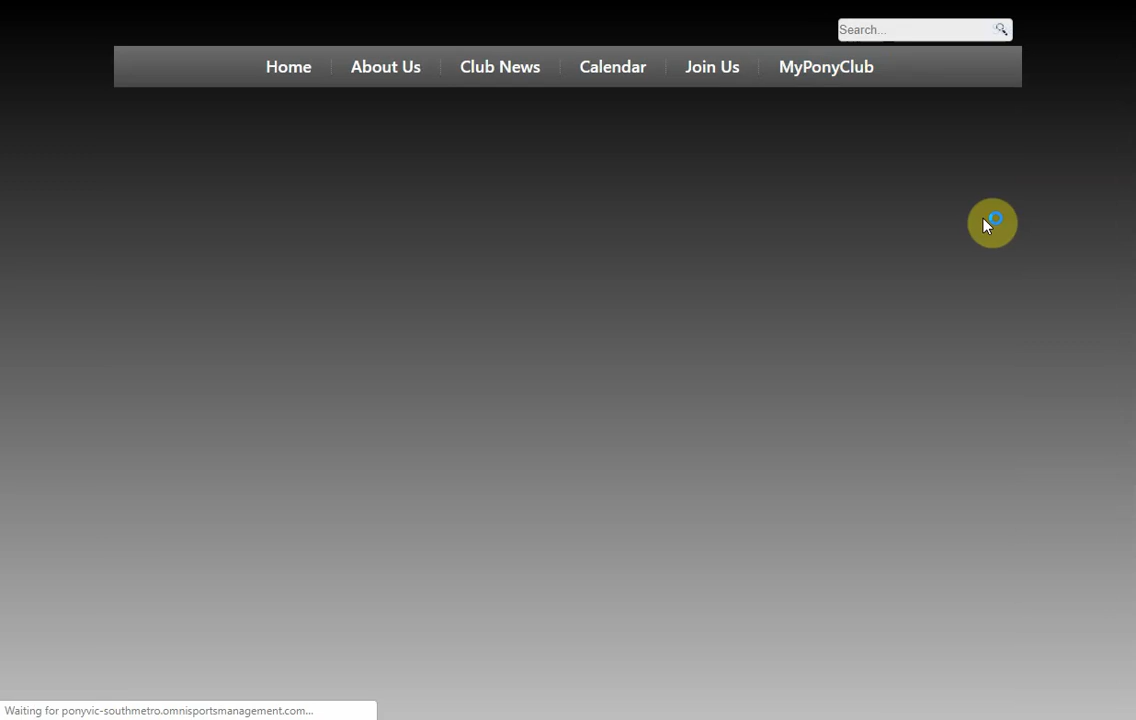 Search...
Home About Us Club News Calendar Join Us MyPonyClub
Waiting for ponyvic-southmetro.omnisportsmanagement.com...